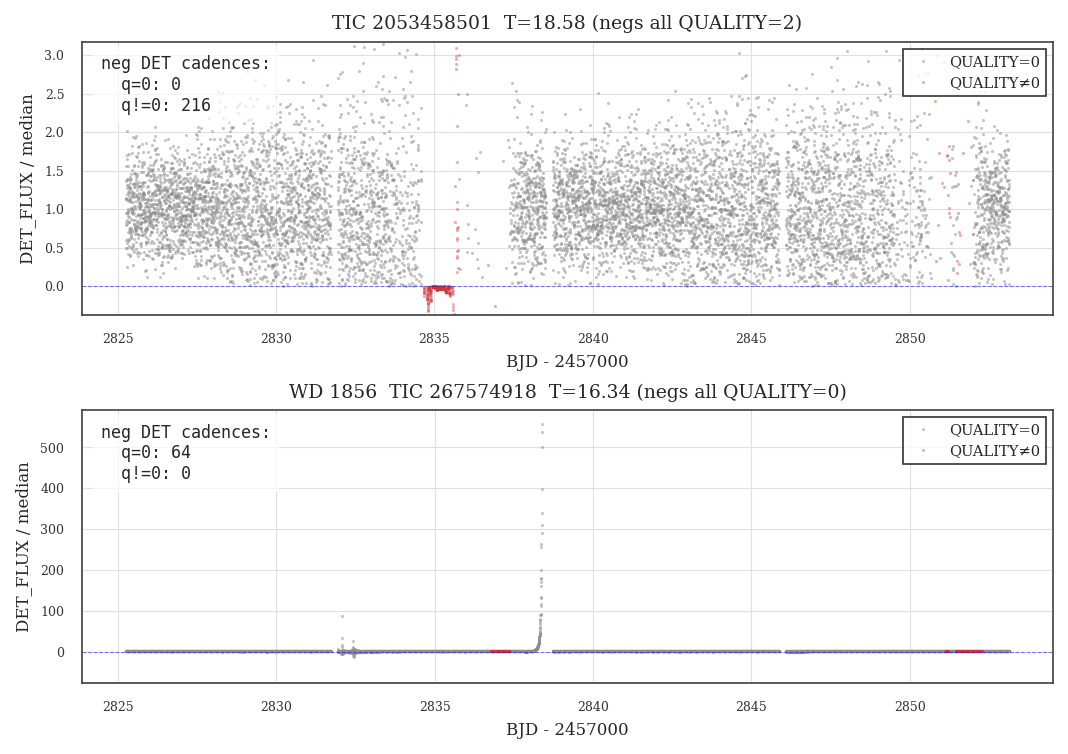 TIC 2053458501  T=18.58 (negs all QUALITY=2)
neg DET cadences:
q=0: 0
q!=0: 216
QUALITY=0
QUALITY≠0
3.0
2.5
2.0
1.5
1.0
0.5
0.0
DET_FLUX / median
2825 2830 2835 2840 2845 2850
BJD - 2457000
WD 1856  TIC 267574918  T=16.34 (negs all QUALITY=0)
neg DET cadences:
q=0: 64
q!=0: 0
QUALITY=0
QUALITY≠0
500
400
300
200
100
0
DET_FLUX / median
2825 2830 2835 2840 2845 2850
BJD - 2457000